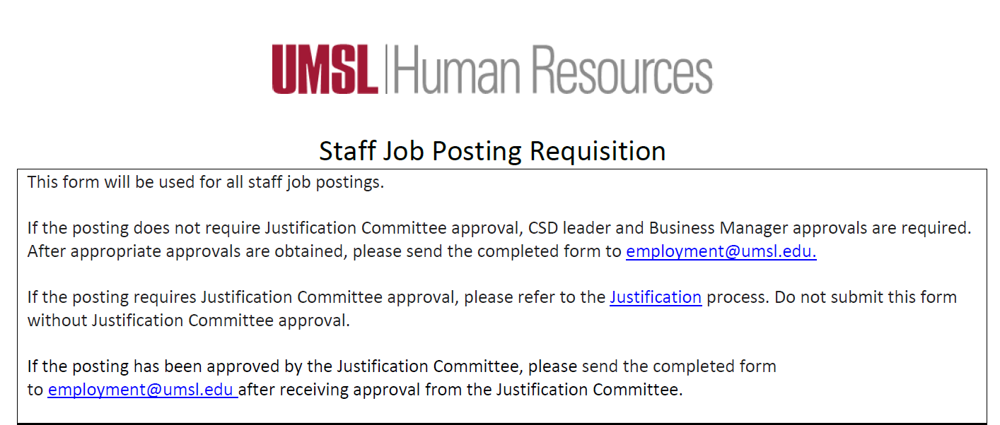 UMSL | Human Resources
Staff Job Posting Requisition
This form will be used for all staff job postings.
If the posting does not require Justification Committee approval, CSD leader and Business Manager approvals are required.
After appropriate approvals are obtained, please send the completed form to employment@umsl.edu.
If the posting requires Justification Committee approval, please refer to the Justification process. Do not submit this form
without Justification Committee approval.
If the posting has been approved by the Justification Committee, please send the completed form
to employment@umsl.edu after receiving approval from the Justification Committee.